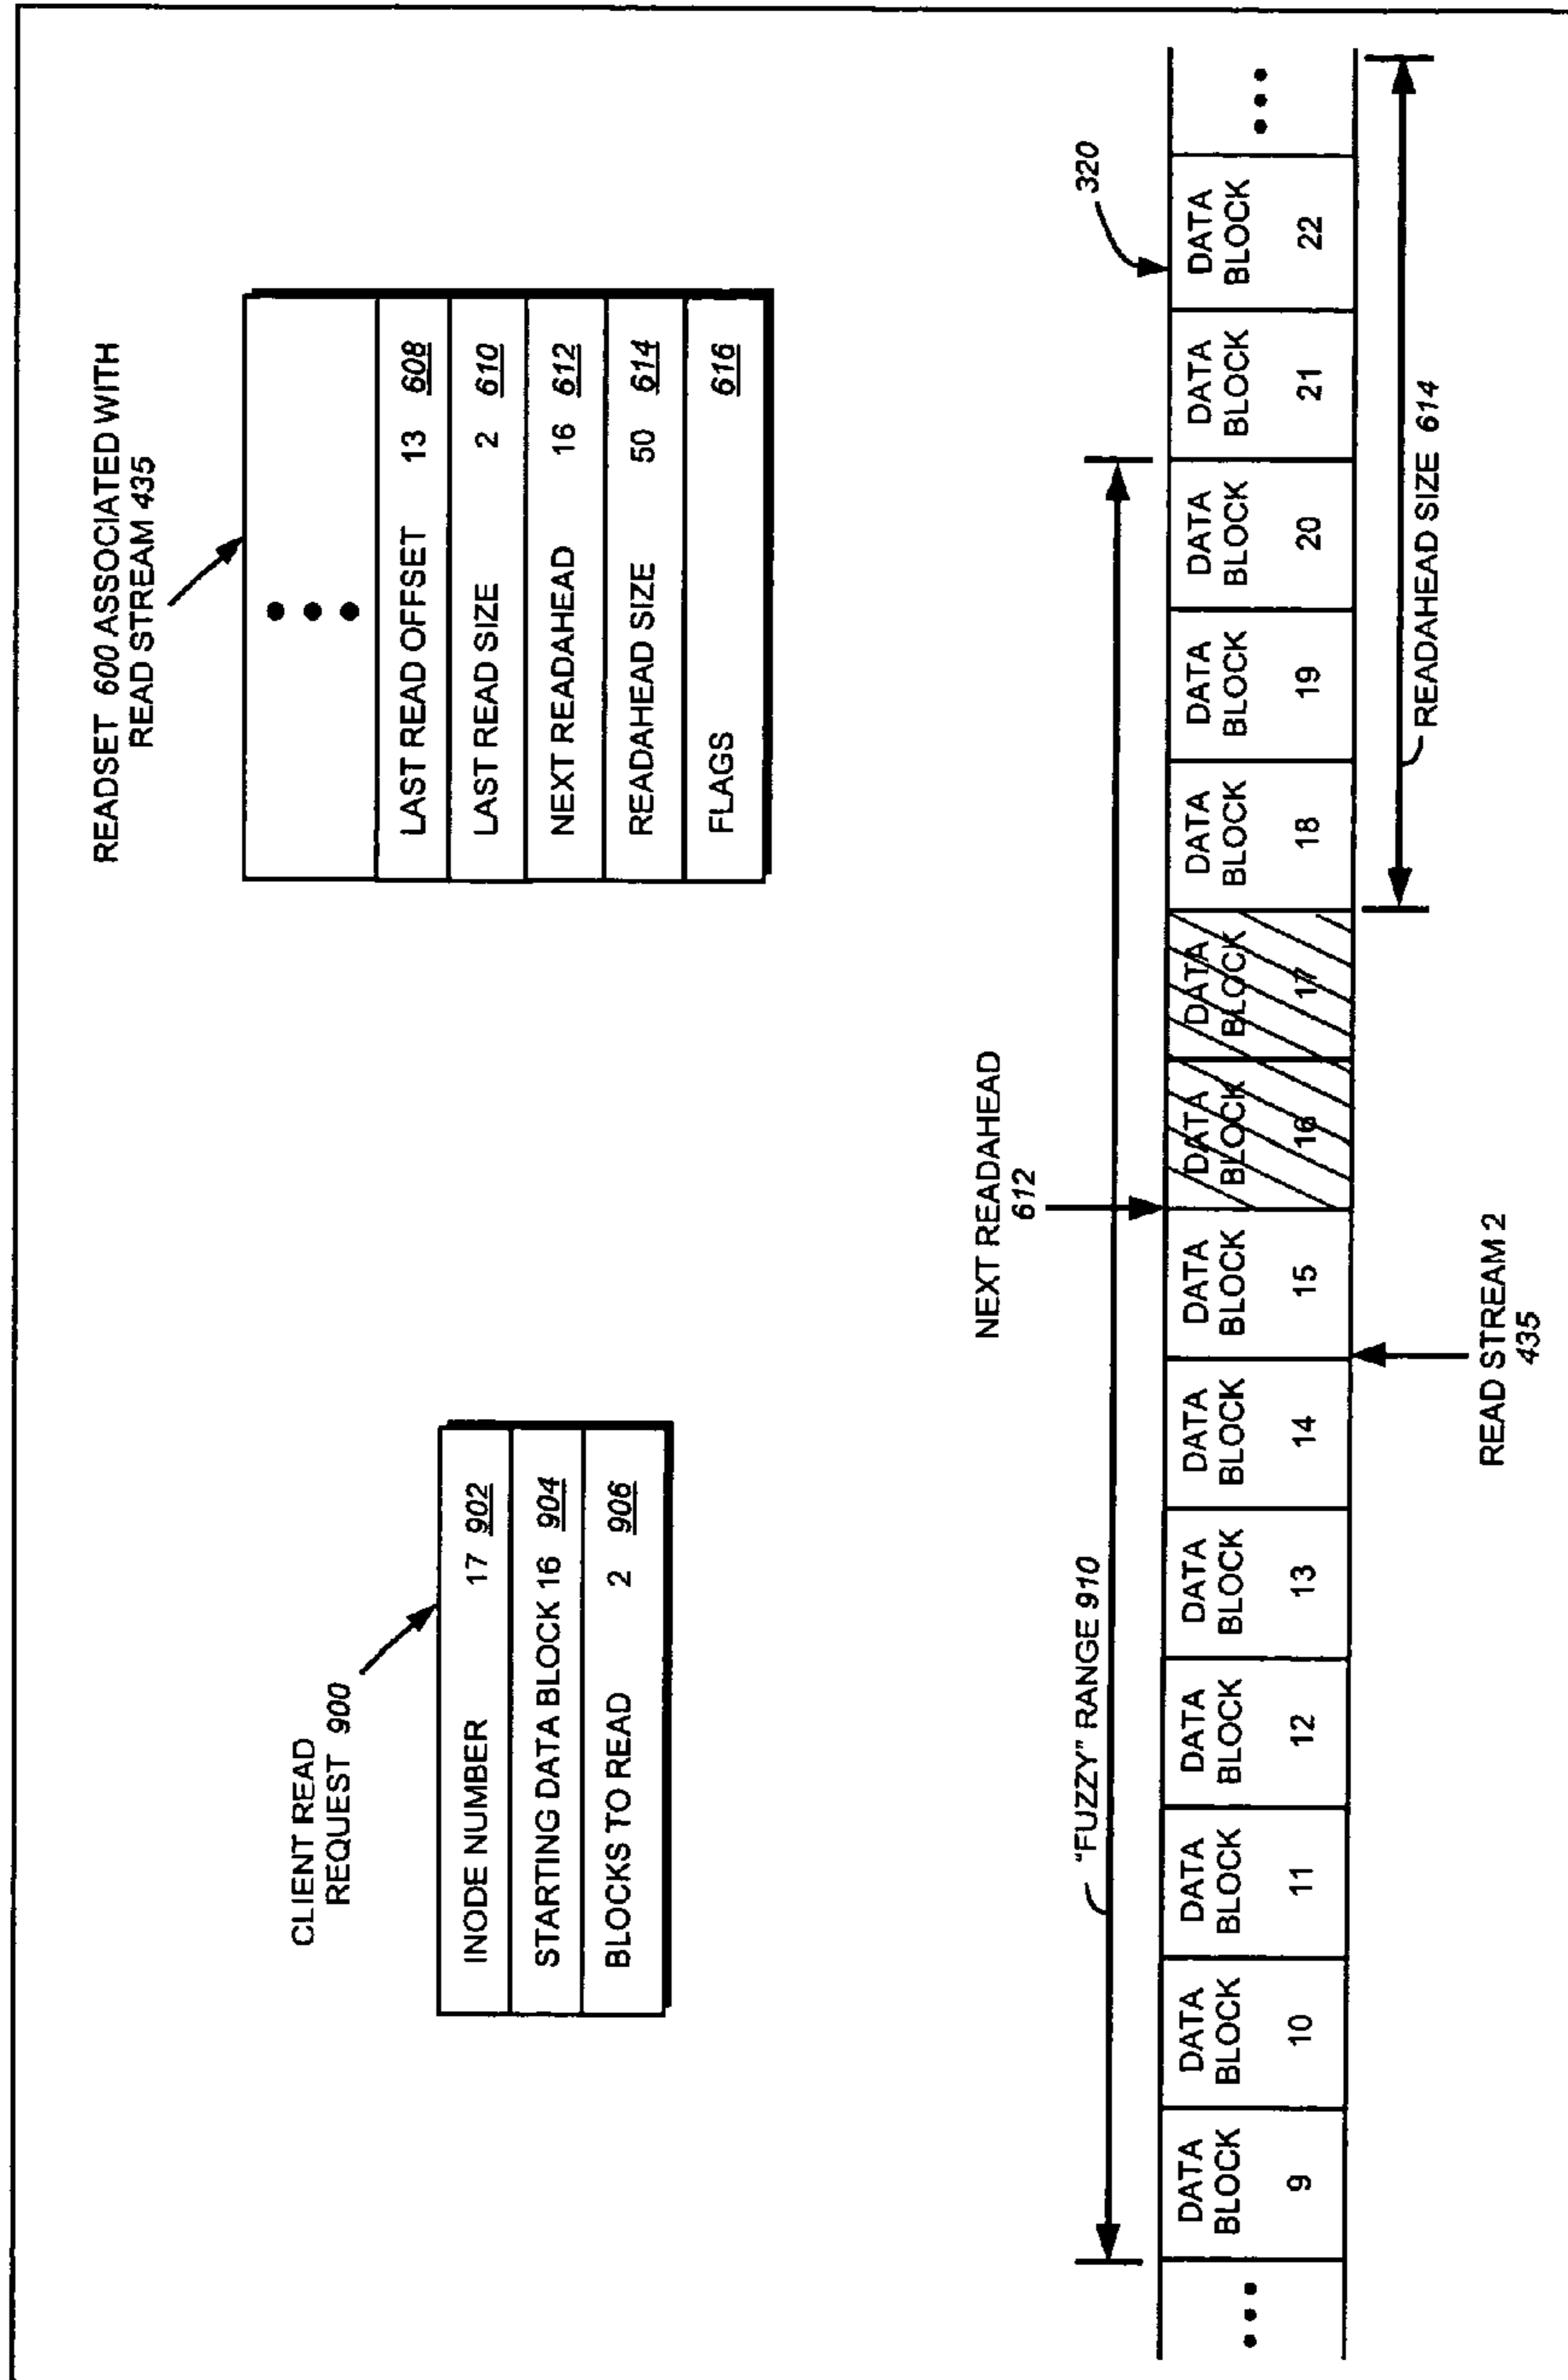 CLIENT READ
REQUEST 900
INODE NUMBER 17 902
STARTING DATA BLOCK 16 904
BLOCKS TO READ 2 906
READSET 600 ASSOCIATED WITH
READ STREAM 435
LAST READ OFFSET 13 608
LAST READ SIZE 2 610
NEXT READAHEAD 16 612
READAHEAD SIZE 50 614
FLAGS 616
NEXT READAHEAD
612
"FUZZY" RANGE 910
320
DATA
BLOCK
9
DATA
BLOCK
10
DATA
BLOCK
11
DATA
BLOCK
12
DATA
BLOCK
13
DATA
BLOCK
14
DATA
BLOCK
15
DATA
BLOCK
16
DATA
BLOCK
17
DATA
BLOCK
18
DATA
BLOCK
19
DATA
BLOCK
20
DATA
BLOCK
21
DATA
BLOCK
22
READAHEAD SIZE 614
READ STREAM 2
435